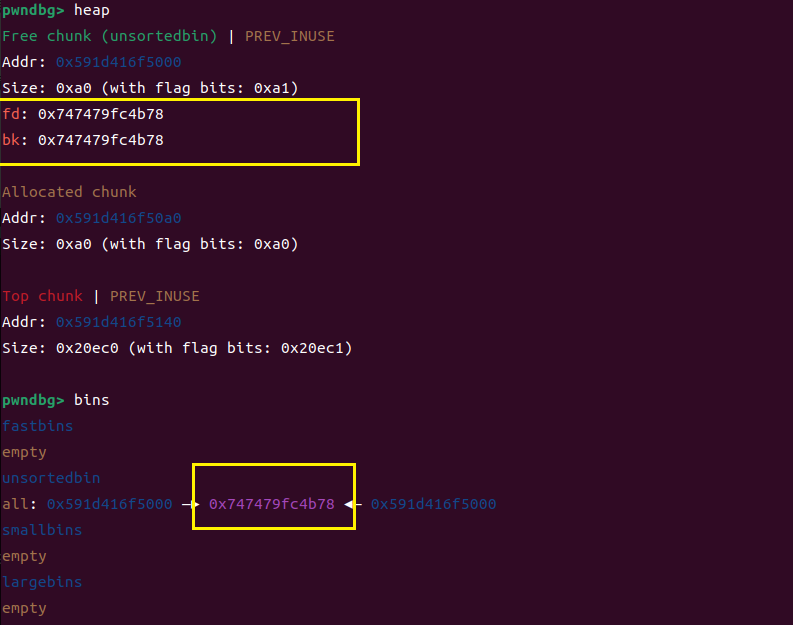 pwndbg> heap
Free chunk (unsortedbin) | PREV_INUSE
Addr: 0x591d416f5000
Size: 0xa0 (with flag bits: 0xa1)
fd: 0x747479fc4b78
bk: 0x747479fc4b78
Allocated chunk
Addr: 0x591d416f50a0
Size: 0xa0 (with flag bits: 0xa0)
Top chunk | PREV_INUSE
Addr: 0x591d416f5140
Size: 0x20ec0 (with flag bits: 0x20ec1)
pwndbg> bins
fastbins
empty
unsortedbin
all: 0x591d416f5000 —▸ 0x747479fc4b78 ◂— 0x591d416f5000
smallbins
empty
largebins
empty